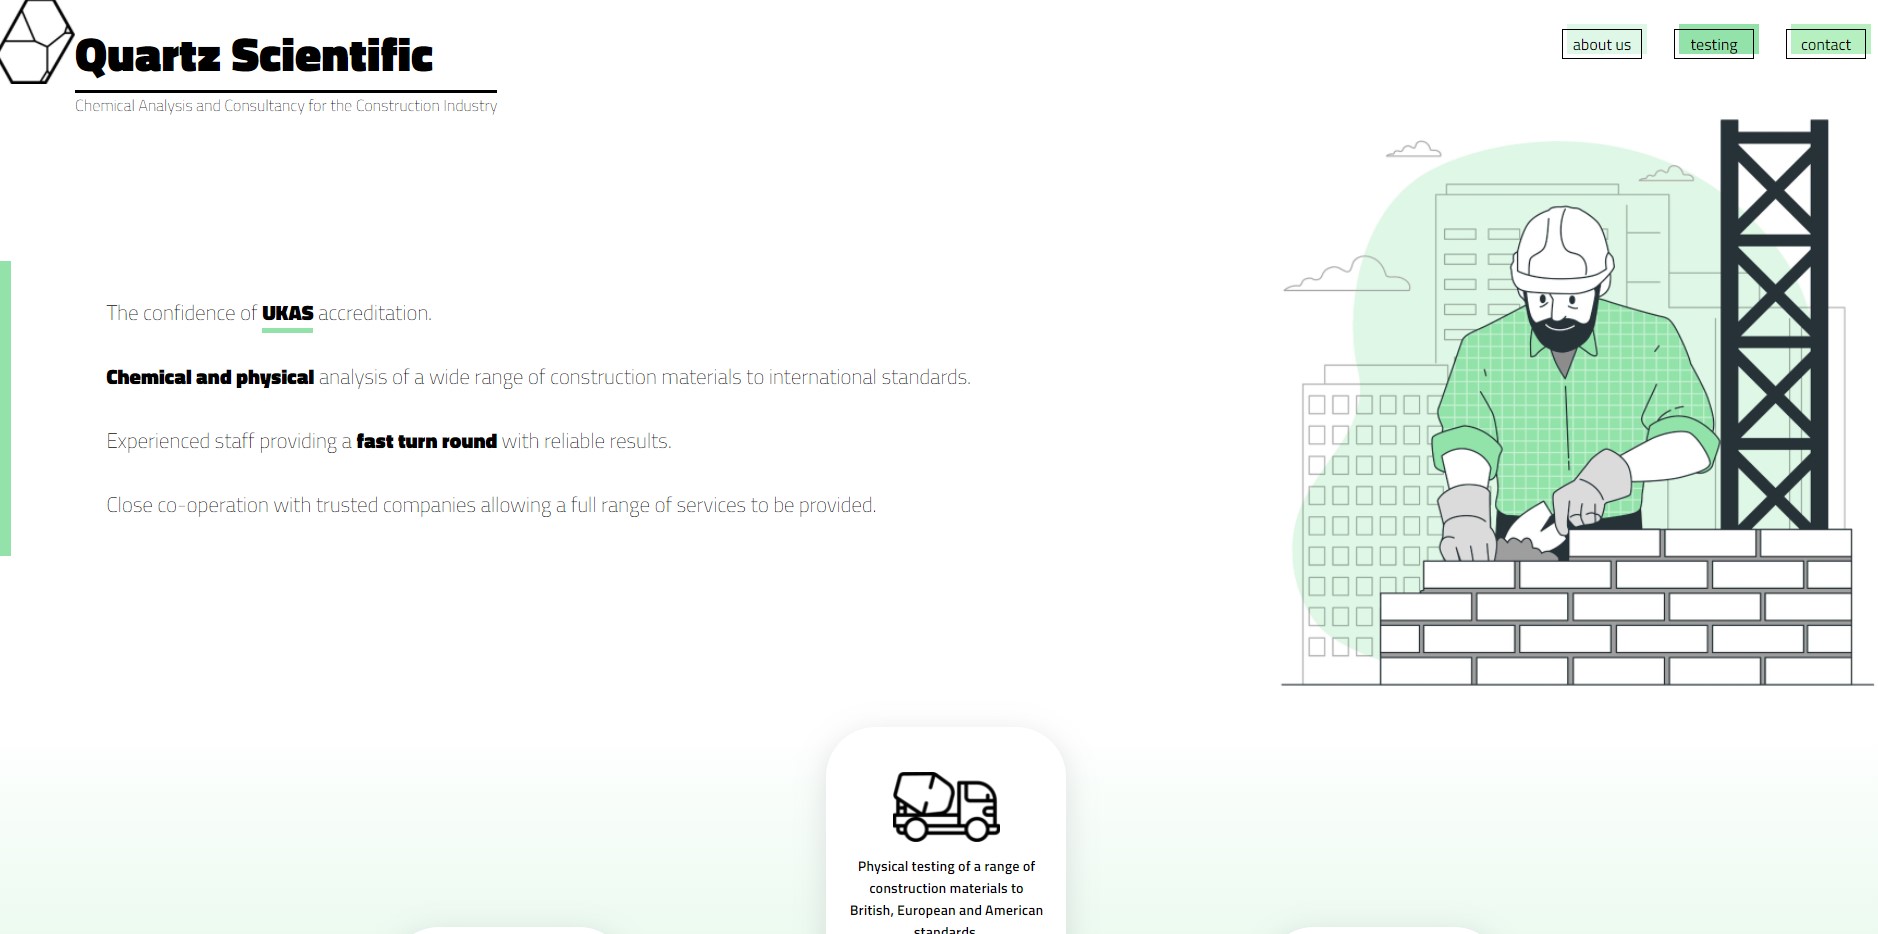 Quartz Scientific
Chemical Analysis and Consultancy for the Construction Industry
about us
testing
contact
The confidence of UKAS accreditation.
Chemical and physical analysis of a wide range of construction materials to international standards.
Experienced staff providing a fast turn round with reliable results.
Close co-operation with trusted companies allowing a full range of services to be provided.
Physical testing of a range of
construction materials to
British, European and American
standards